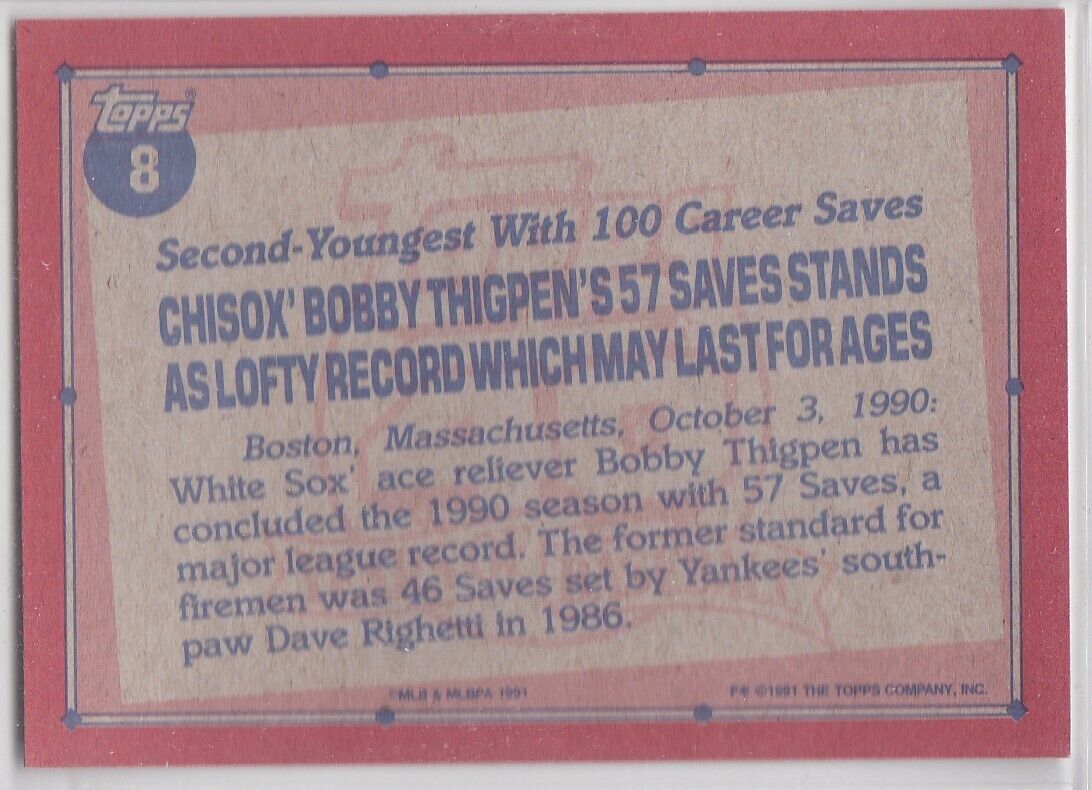 Topps®
8
Second-Youngest With 100 Career Saves
CHISOX' BOBBY THIGPEN'S 57 SAVES STANDS
AS LOFTY RECORD WHICH MAY LAST FOR AGES
Boston, Massachusetts, October 3, 1990:
White Sox' ace reliever Bobby Thigpen has
concluded the 1990 season with 57 Saves, a
major league record. The former standard for
firemen was 46 Saves set by Yankees' south-
paw Dave Righetti in 1986.
©MLB & MLBPA 1991
F* ©1991 THE TOPPS COMPANY, INC.